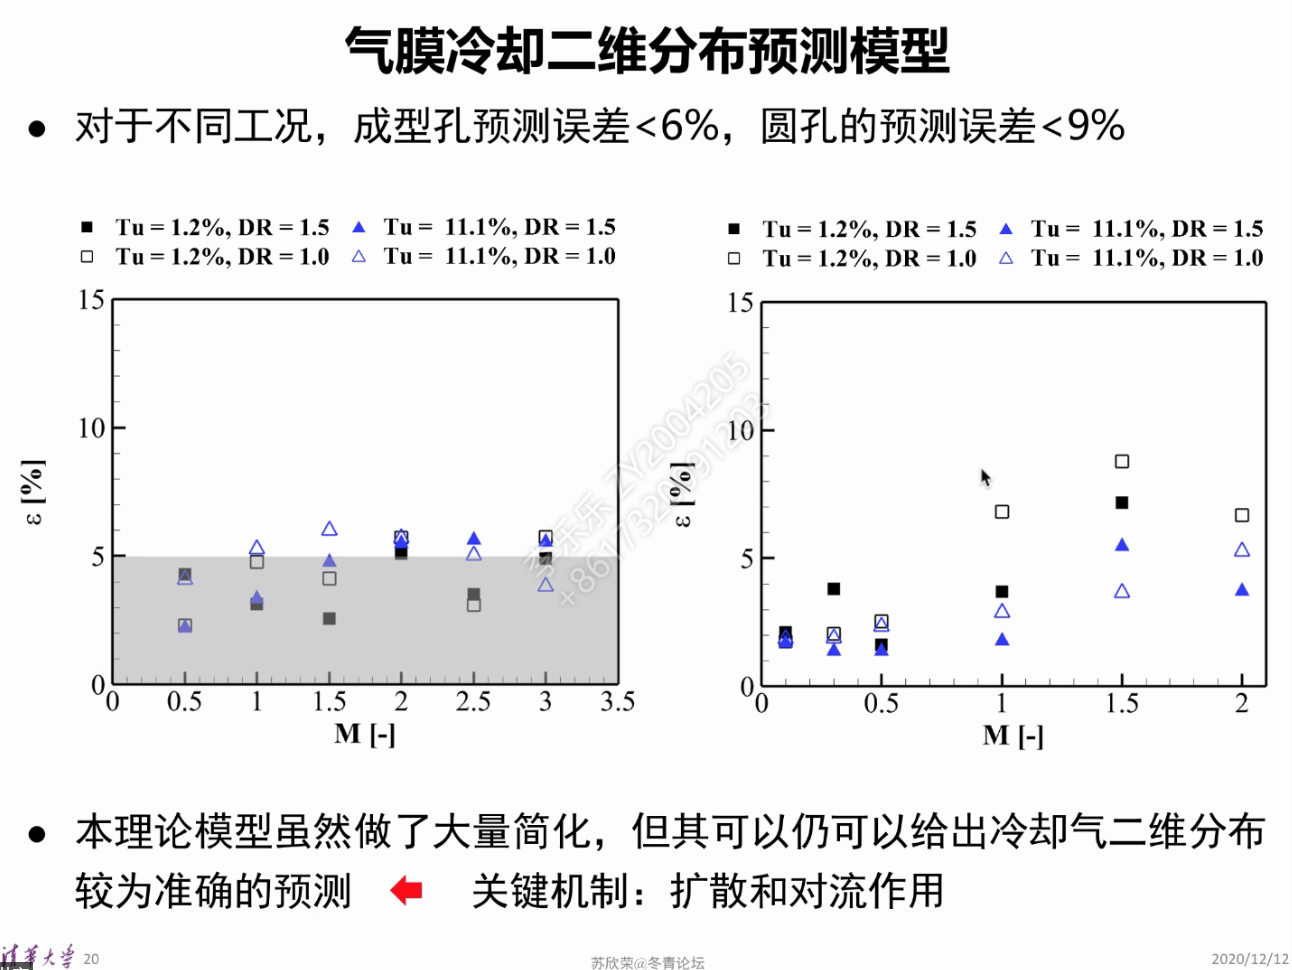 气膜冷却二维分布预测模型
● 对于不同工况，成型孔预测误差<6%，圆孔的预测误差<9%
Tu = 1.2%, DR = 1.5 Tu = 11.1%, DR = 1.5
Tu = 1.2%, DR = 1.0 Tu = 11.1%, DR = 1.0
15
10
5
0
ε [%]
0 0.5 1 1.5 2 2.5 3 3.5
M [-]
Tu = 1.2%, DR = 1.5 Tu = 11.1%, DR = 1.5
Tu = 1.2%, DR = 1.0 Tu = 11.1%, DR = 1.0
15
10
5
0
ε [%]
0 0.5 1 1.5 2
M [-]
● 本理论模型虽然做了大量简化，但其可以仍可以给出冷却气二维分布
较为准确的预测 关键机制：扩散和对流作用
清华大学 20
苏欣荣@冬青论坛
2020/12/12
ZY2004205